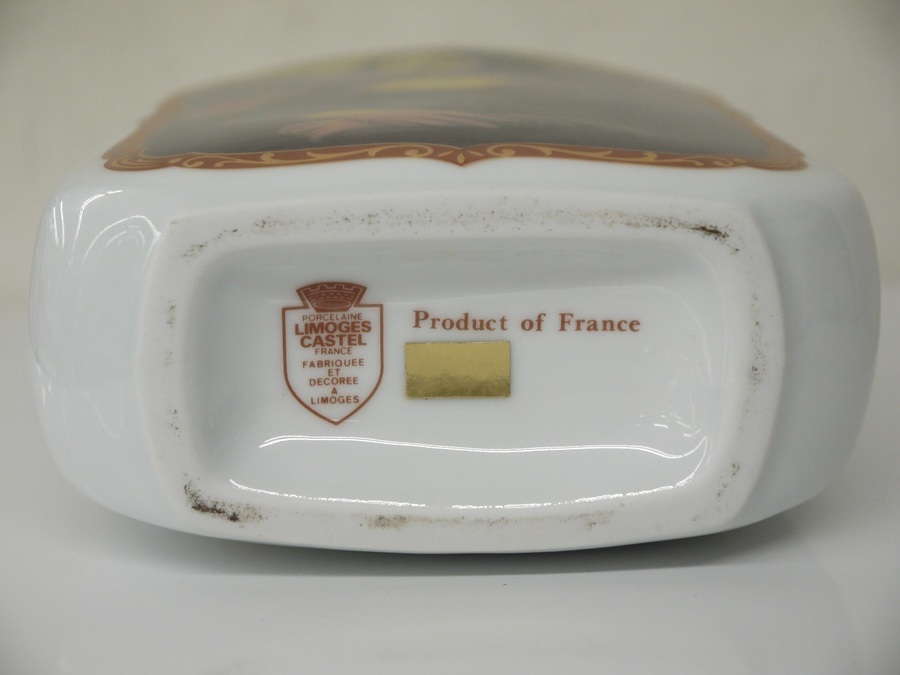 PORCELAINE
LIMOGES
CASTEL
FRANCE
FABRIQUEE
ET
DECOREE
A
LIMOGES
Product of France